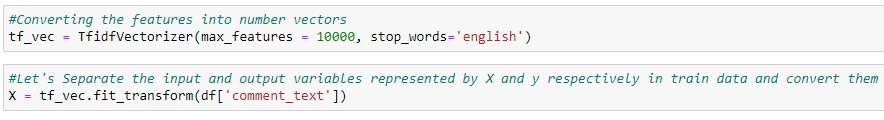 #Converting the features into number vectors
tf_vec = TfidfVectorizer(max_features = 10000, stop_words='english')
#Let's Separate the input and output variables represented by X and y respectively in train data and convert them
X = tf_vec.fit_transform(df['comment_text'])